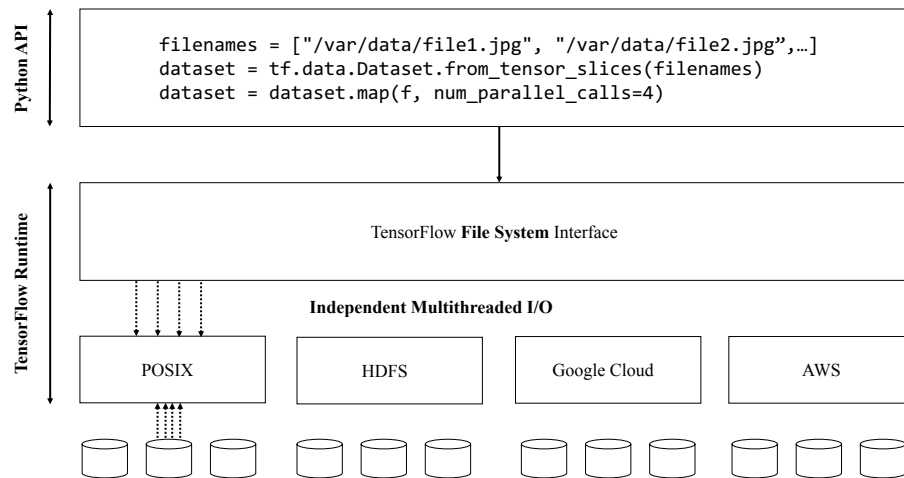 Python API
filenames = ["/var/data/file1.jpg", "/var/data/file2.jpg”,…]
dataset = tf.data.Dataset.from_tensor_slices(filenames)
dataset = dataset.map(f, num_parallel_calls=4)
TensorFlow Runtime
TensorFlow File System Interface
Independent Multithreaded I/O
POSIX
HDFS
Google Cloud
AWS